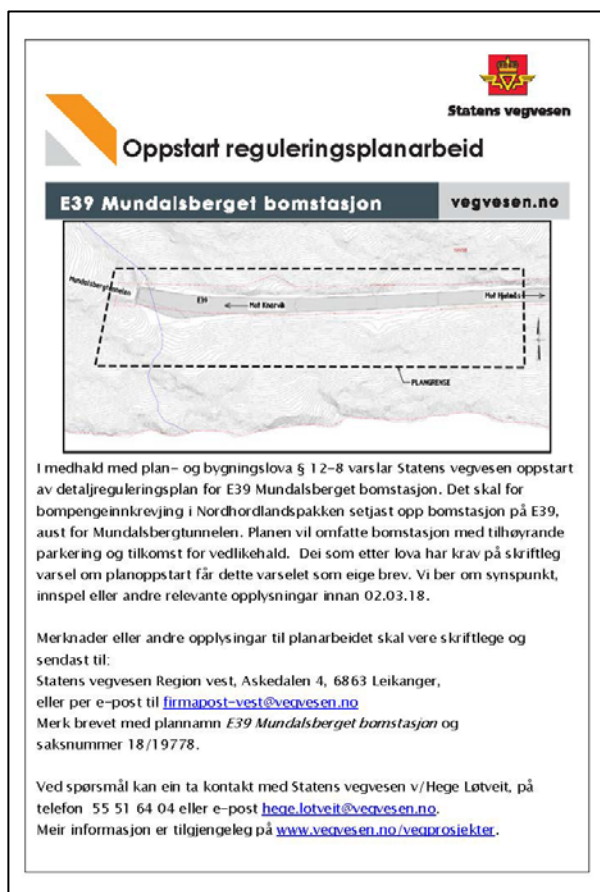 Statens vegvesen
Oppstart reguleringsplanarbeid
E39 Mundalsberget bomstasjon
vegvesen.no
Mundalsbergtunnelen
E39
Mot Knarvik
Mot Hjelmås
PLANGRENSE
I medhald med plan- og bygningslova § 12-8 varslar Statens vegvesen oppstart
av detaljreguleringsplan for E39 Mundalsberget bomstasjon. Det skal for
bompengeinnkrevjing i Nordhordlandspakken setjast opp bomstasjon på E39,
aust for Mundalsbergtunnelen. Planen vil omfatte bomstasjon med tilhøyrande
parkering og tilkomst for vedlikehald. Dei som etter lova har krav på skriftleg
varsel om planoppstart får dette varselet som eige brev. Vi ber om synspunkt,
innspel eller andre relevante opplysningar innan 02.03.18.
Merknader eller andre opplysingar til planarbeidet skal vere skriftlege og
sendast til:
Statens vegvesen Region vest, Askedalen 4, 6863 Leikanger,
eller per e-post til firmapost-vest@vegvesen.no
Merk brevet med plannamn E39 Mundalsberget bomstasjon og
saksnummer 18/19778.
Ved spørsmål kan ein ta kontakt med Statens vegvesen v/Hege Løtveit, på
telefon 55 51 64 04 eller e-post hege.lotveit@vegvesen.no.
Meir informasjon er tilgjengeleg på www.vegvesen.no/vegprosjekter.